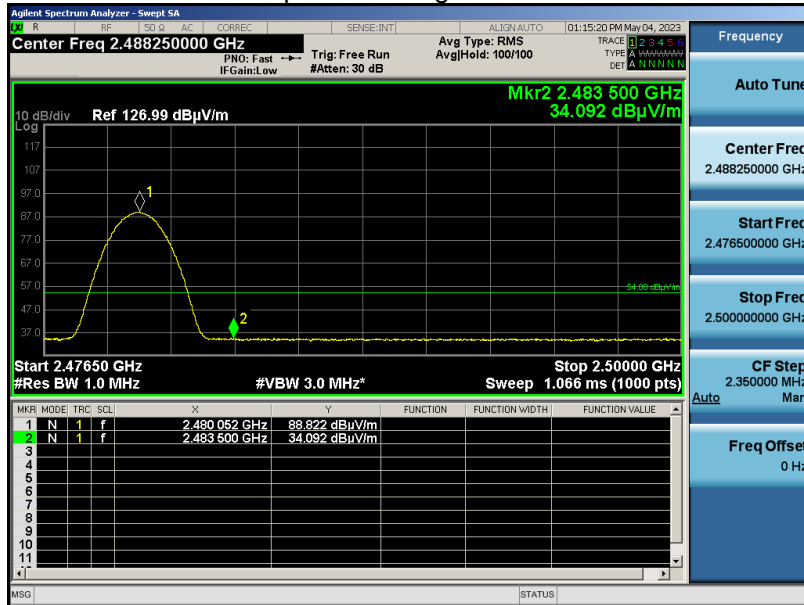 Agilent Spectrum Analyzer - Swept SA
LXI R RF 50 Ω AC CORREC SENSE:INT ALIGN AUTO 01:15:20 PM May 04, 2023
Center Freq 2.488250000 GHz
PNO: Fast
IFGain:Low
Trig: Free Run
#Atten: 30 dB
Avg Type: RMS
Avg|Hold: 100/100
TRACE 1 2 3 4 5 6
TYPE A
DET A N N N N N
Mkr2 2.483 500 GHz
34.092 dBµV/m
10 dB/div Ref 126.99 dBµV/m
Log
117
107
97.0
87.0
77.0
67.0
57.0
47.0
37.0
1
2
54.00 dBµV/m
Start 2.47650 GHz Stop 2.50000 GHz
#Res BW 1.0 MHz #VBW 3.0 MHz* Sweep 1.066 ms (1000 pts)
MKR MODE TRC SCL X Y FUNCTION FUNCTION WIDTH FUNCTION VALUE
1 N 1 f 2.480 052 GHz 88.822 dBµV/m
2 N 1 f 2.483 500 GHz 34.092 dBµV/m
3
4
5
6
7
8
9
10
11
MSG STATUS
Frequency
Auto Tune
Center Freq
2.488250000 GHz
Start Freq
2.476500000 GHz
Stop Freq
2.500000000 GHz
CF Step
2.350000 MHz
Auto Man
Freq Offset
0 Hz